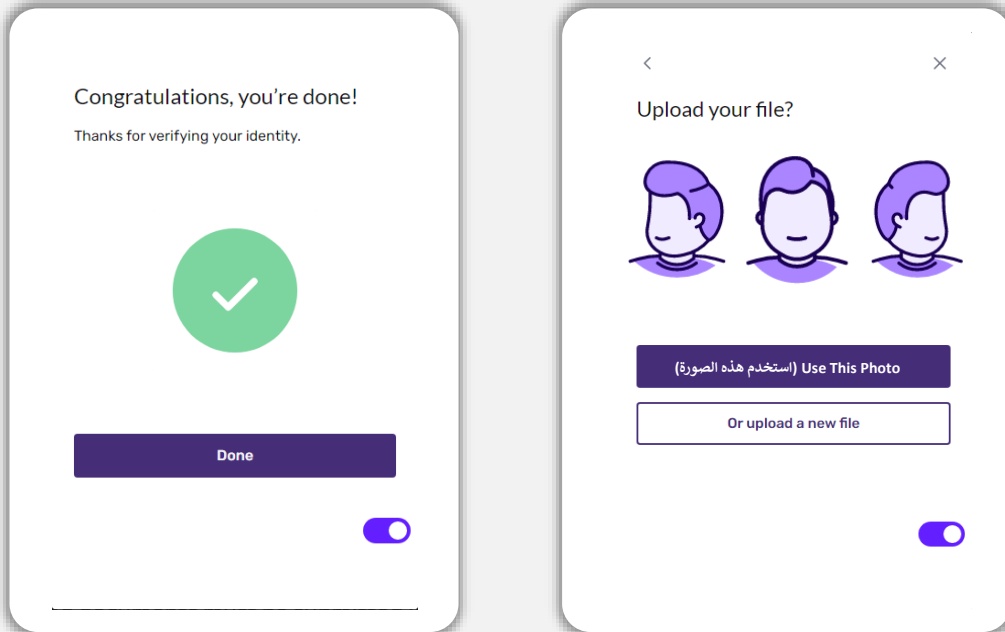 Congratulations, you're done!
Thanks for verifying your identity.
Done
Upload your file?
(استخدم هذه الصورة) Use This Photo
Or upload a new file